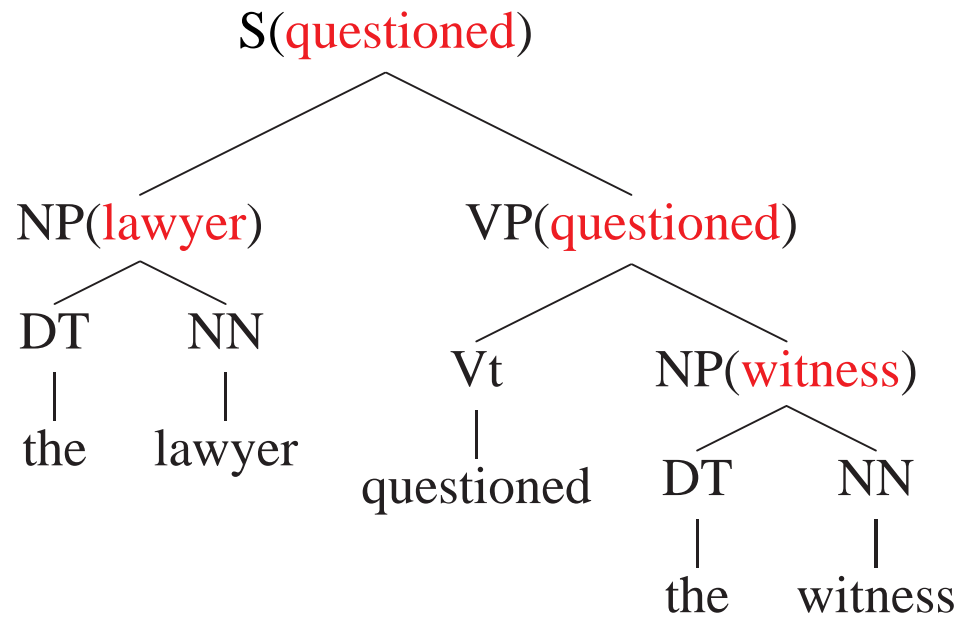 S(questioned)
NP(lawyer) VP(questioned)
DT NN
Vt NP(witness)
the lawyer
questioned DT NN
the witness